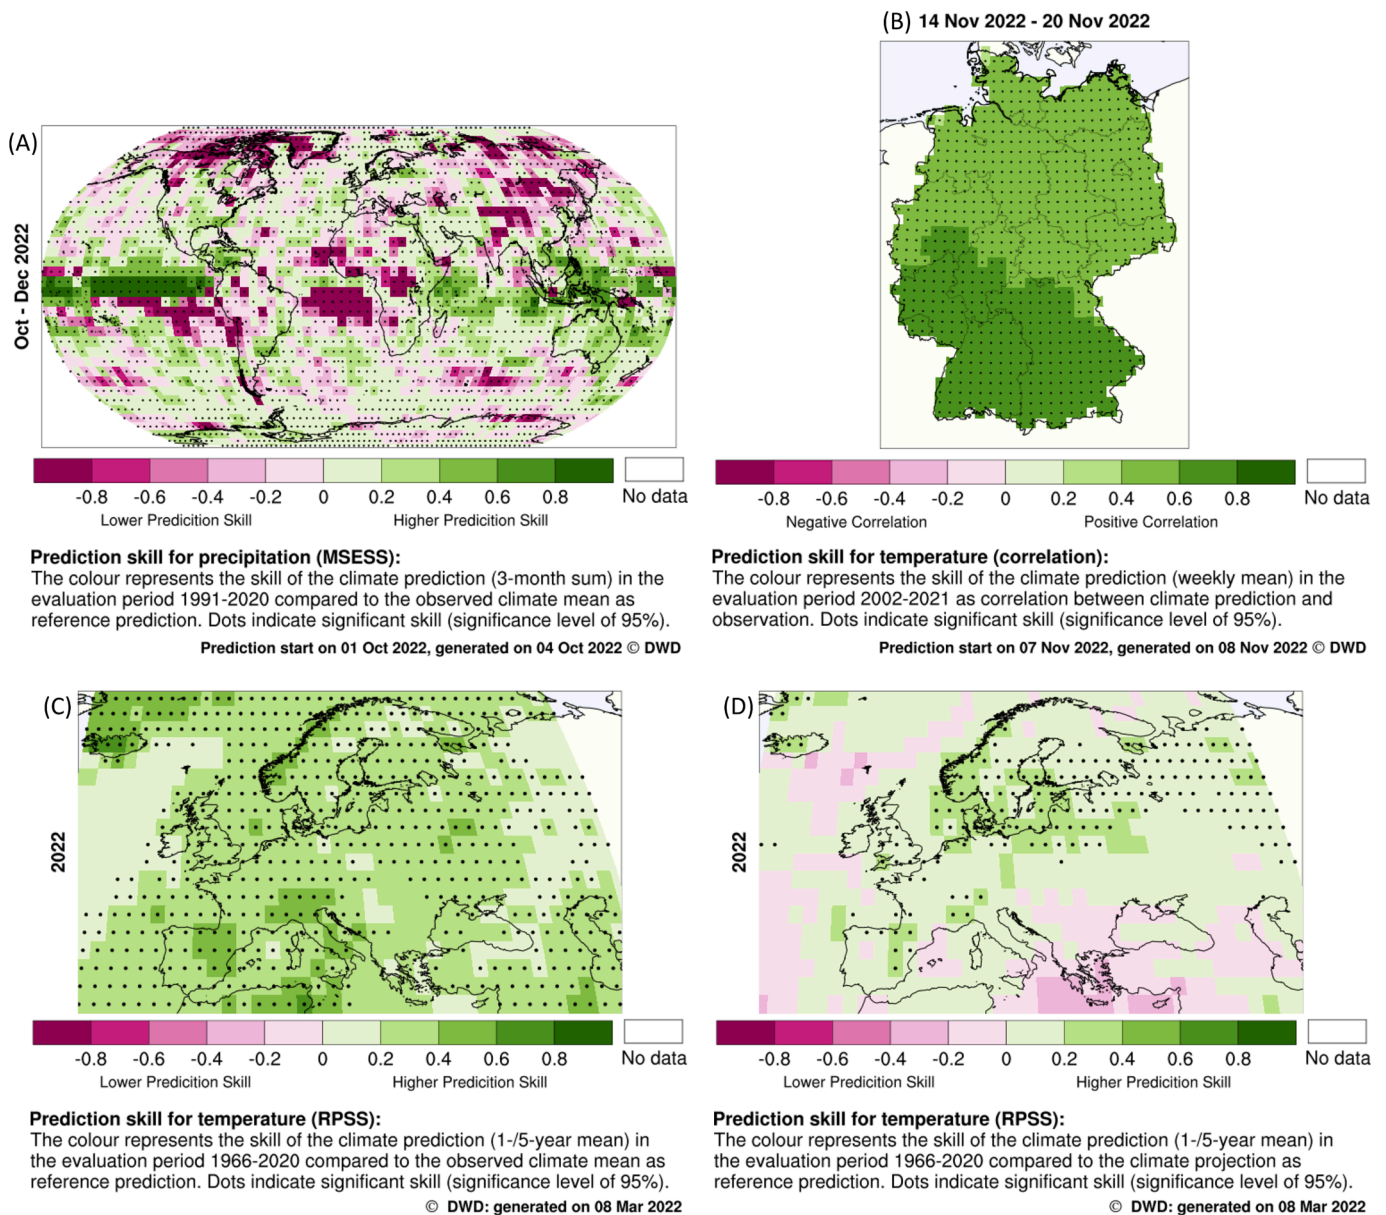 (A)
Oct - Dec 2022
-0.8 -0.6 -0.4 -0.2 0 0.2 0.4 0.6 0.8 No data
Lower Predicition Skill Higher Predicition Skill
Prediction skill for precipitation (MSESS):
The colour represents the skill of the climate prediction (3-month sum) in the
evaluation period 1991-2020 compared to the observed climate mean as
reference prediction. Dots indicate significant skill (significance level of 95%).
Prediction start on 01 Oct 2022, generated on 04 Oct 2022 © DWD
(B) 14 Nov 2022 - 20 Nov 2022
-0.8 -0.6 -0.4 -0.2 0 0.2 0.4 0.6 0.8 No data
Negative Correlation Positive Correlation
Prediction skill for temperature (correlation):
The colour represents the skill of the climate prediction (weekly mean) in the
evaluation period 2002-2021 as correlation between climate prediction and
observation. Dots indicate significant skill (significance level of 95%).
Prediction start on 07 Nov 2022, generated on 08 Nov 2022 © DWD
(C)
2022
-0.8 -0.6 -0.4 -0.2 0 0.2 0.4 0.6 0.8 No data
Lower Predicition Skill Higher Predicition Skill
Prediction skill for temperature (RPSS):
The colour represents the skill of the climate prediction (1-/5-year mean) in
the evaluation period 1966-2020 compared to the observed climate mean as
reference prediction. Dots indicate significant skill (significance level of 95%).
© DWD: generated on 08 Mar 2022
(D)
2022
-0.8 -0.6 -0.4 -0.2 0 0.2 0.4 0.6 0.8 No data
Lower Predicition Skill Higher Predicition Skill
Prediction skill for temperature (RPSS):
The colour represents the skill of the climate prediction (1-/5-year mean) in
the evaluation period 1966-2020 compared to the climate projection as
reference prediction. Dots indicate significant skill (significance level of 95%).
© DWD: generated on 08 Mar 2022